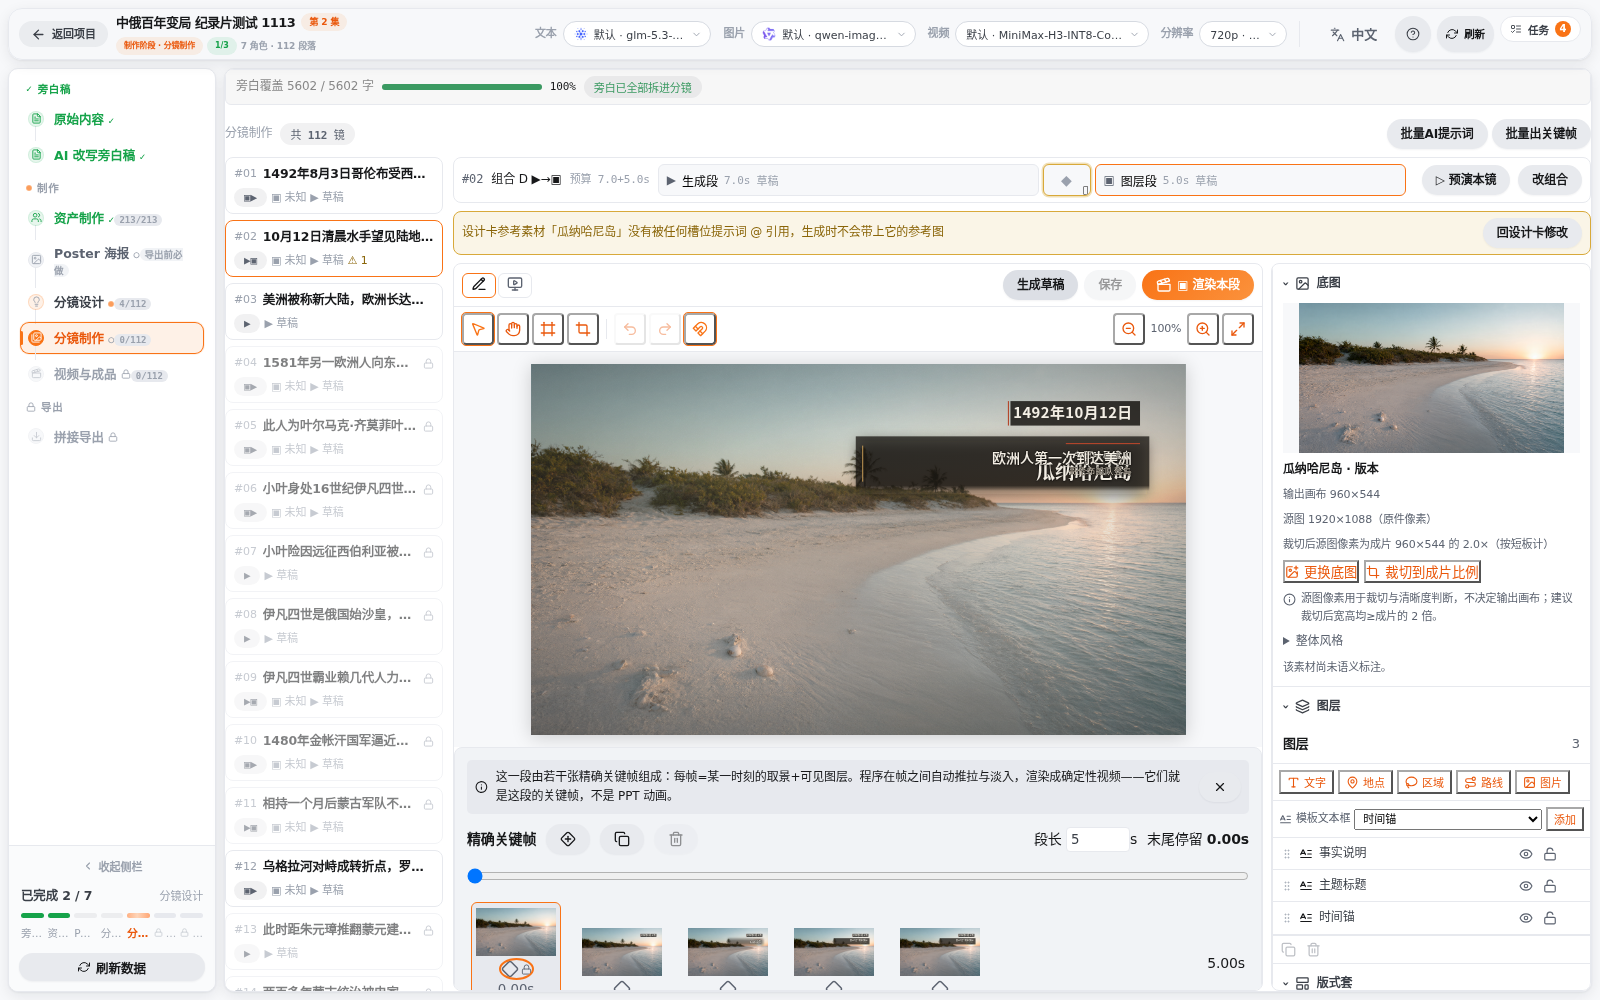 返回项目
中俄百年变局 纪录片测试 1113 第 2 集
制作阶段 · 分镜制作 1/3 7 角色 · 112 段落
文本 默认 · glm-5.3-...
图片 默认 · qwen-imag...
视频 默认 · MiniMax-H3-INT8-Co...
分辨率 720p · ...
中文
刷新
任务 4
旁白稿
原始内容 ✓
AI 改写旁白稿 ✓
制作
资产制作 ✓ 213/213
Poster 海报 ○ 导出前必做
分镜设计 4/112
分镜制作 ○ 0/112
视频与成品 0/112
导出
拼接导出
收起侧栏
已完成 2 / 7 分镜设计
旁... 资... P... 分... 分... ... ...
刷新数据
旁白覆盖 5602 / 5602 字 100% 旁白已全部拆进分镜
分镜制作 共 112 镜
批量AI提示词 批量出关键帧
#01 1492年8月3日哥伦布受西...
▣▶ ▣ 未知 ▶ 草稿
#02 10月12日清晨水手望见陆地...
▶▣ ▣ 未知 ▶ 草稿 ⚠ 1
#03 美洲被称新大陆，欧洲长达...
▶ ▶ 草稿
#04 1581年另一欧洲人向东...
▣▶ ▣ 未知 ▶ 草稿
#05 此人为叶尔马克·齐莫菲叶...
▣▶ ▣ 未知 ▶ 草稿
#06 小叶身处16世纪伊凡四世...
▣▶ ▣ 未知 ▶ 草稿
#07 小叶险因远征西伯利亚被...
▶ ▶ 草稿
#08 伊凡四世是俄国始沙皇，...
▶ ▶ 草稿
#09 伊凡四世霸业赖几代人力...
▶▣ ▣ 未知 ▶ 草稿
#10 1480年金帐汗国军逼近...
▣▶ ▣ 未知 ▶ 草稿
#11 相持一个月后蒙古军队不...
▶▣ ▣ 未知 ▶ 草稿
#12 乌格拉河对峙成转折点，罗...
▣▶ ▣ 未知 ▶ 草稿
#13 此时距朱元璋推翻蒙元建...
▶ ▶ 草稿
#02 组合 D ▶→▣ 预算 7.0+5.0s
▶ 生成段 7.0s 草稿
▣ 图层段 5.0s 草稿
▷ 预演本镜 改组合
设计卡参考素材「瓜纳哈尼岛」没有被任何槽位提示词 @ 引用，生成时不会带上它的参考图
回设计卡修改
生成草稿 保存 ▣ 渲染本段
100%
1492年10月12日
欧洲人第一次到达美洲
瓜纳哈尼岛
这一段由若干张精确关键帧组成：每帧=某一时刻的取景+可见图层。程序在帧之间自动推拉与淡入，渲染成确定性视频——它们就
是这段的关键帧，不是 PPT 动画。
精确关键帧
段长 5 s 末尾停留 0.00s
0.00s
5.00s
底图
瓜纳哈尼岛 · 版本
输出画布 960×544
源图 1920×1088（原件像素）
裁切后源图像素为成片 960×544 的 2.0×（按短板计）
更换底图 裁切到成片比例
源图像素用于裁切与清晰度判断，不决定输出画布；建议
裁切后宽高均≥成片的 2 倍。
▶ 整体风格
该素材尚未语义标注。
图层
图层 3
文字 地点 区域 路线 图片
模板文本框 时间锚 添加
事实说明
主题标题
时间锚
版式套